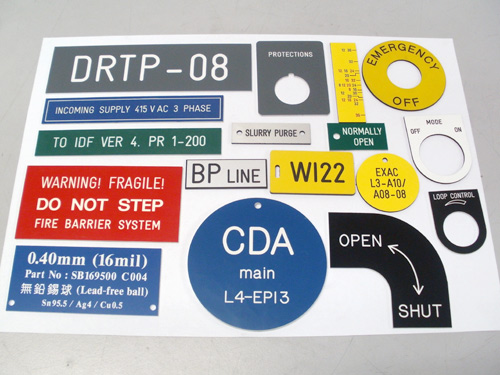 DRTP-08
PROTECTIONS
EMERGENCY
OFF
INCOMING SUPPLY 415 V AC 3 PHASE
TO IDF VER 4. PR 1-200
SLURRY PURGE
NORMALLY
OPEN
MODE
OFF ON
WARNING! FRAGILE!
DO NOT STEP
FIRE BARRIER SYSTEM
BP LINE
W122
EXAC
L3-A10/
A08-08
LOOP CONTROL
0.40mm (16mil)
Part No : SB169500 C004
無鉛錫球 (Lead-free ball)
Sn95.5 / Ag4 / Cu0.5
CDA
main
L4-EP13
OPEN
SHUT